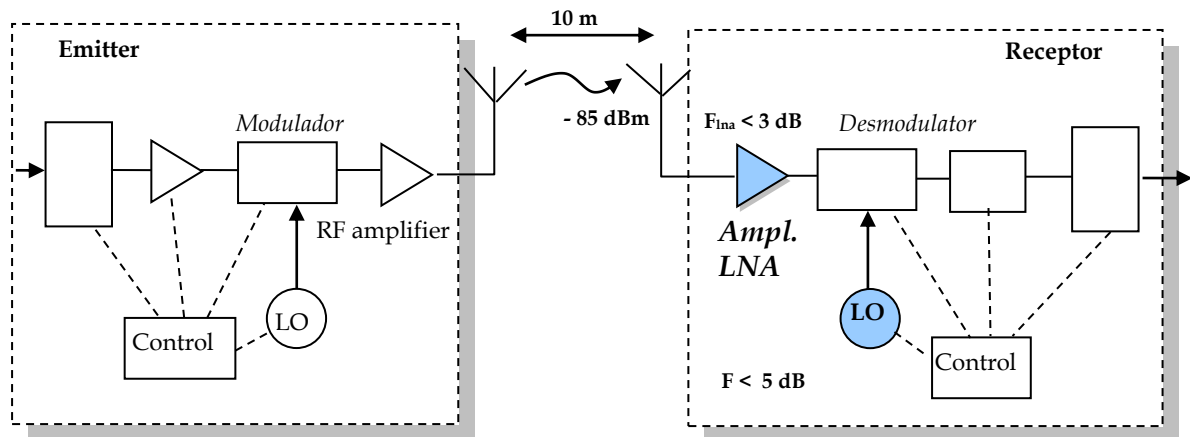 10 m
Emitter
Receptor
- 85 dBm
Modulador
F_lna < 3 dB
Desmodulator
RF amplifier
Ampl.
LNA
LO
LO
Control
Control
F < 5 dB